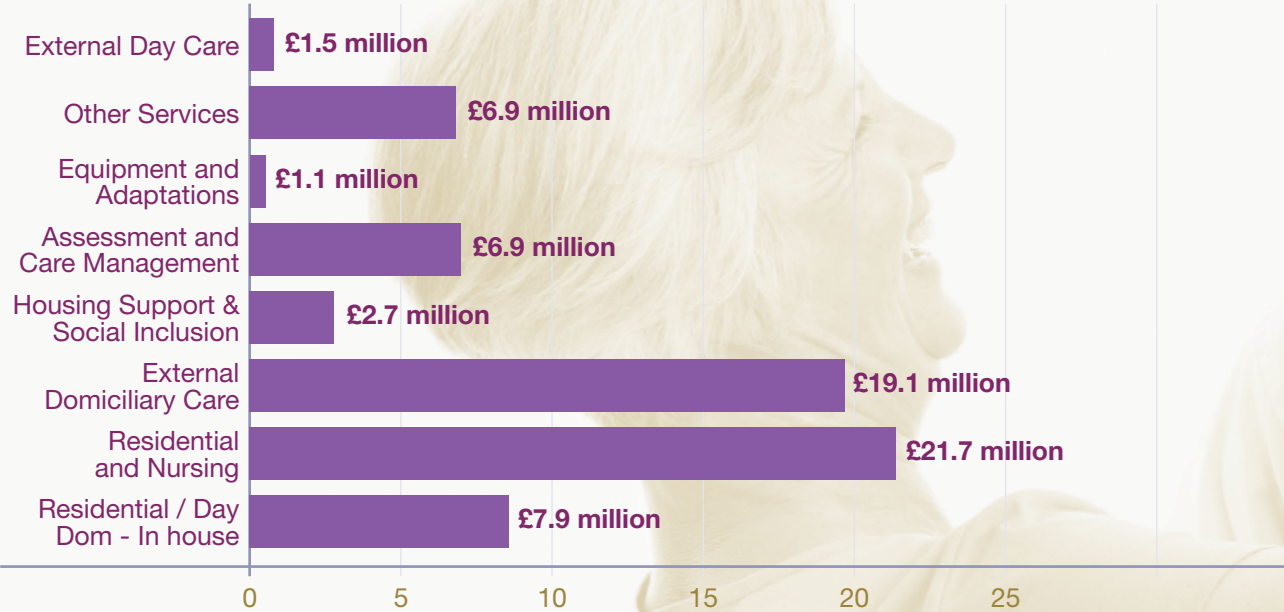 External Day Care
£1.5 million
Other Services
£6.9 million
Equipment and
Adaptations
£1.1 million
Assessment and
Care Management
£6.9 million
Housing Support &
Social Inclusion
£2.7 million
External
Domiciliary Care
£19.1 million
Residential
and Nursing
£21.7 million
Residential / Day
Dom - In house
£7.9 million
0 5 10 15 20 25